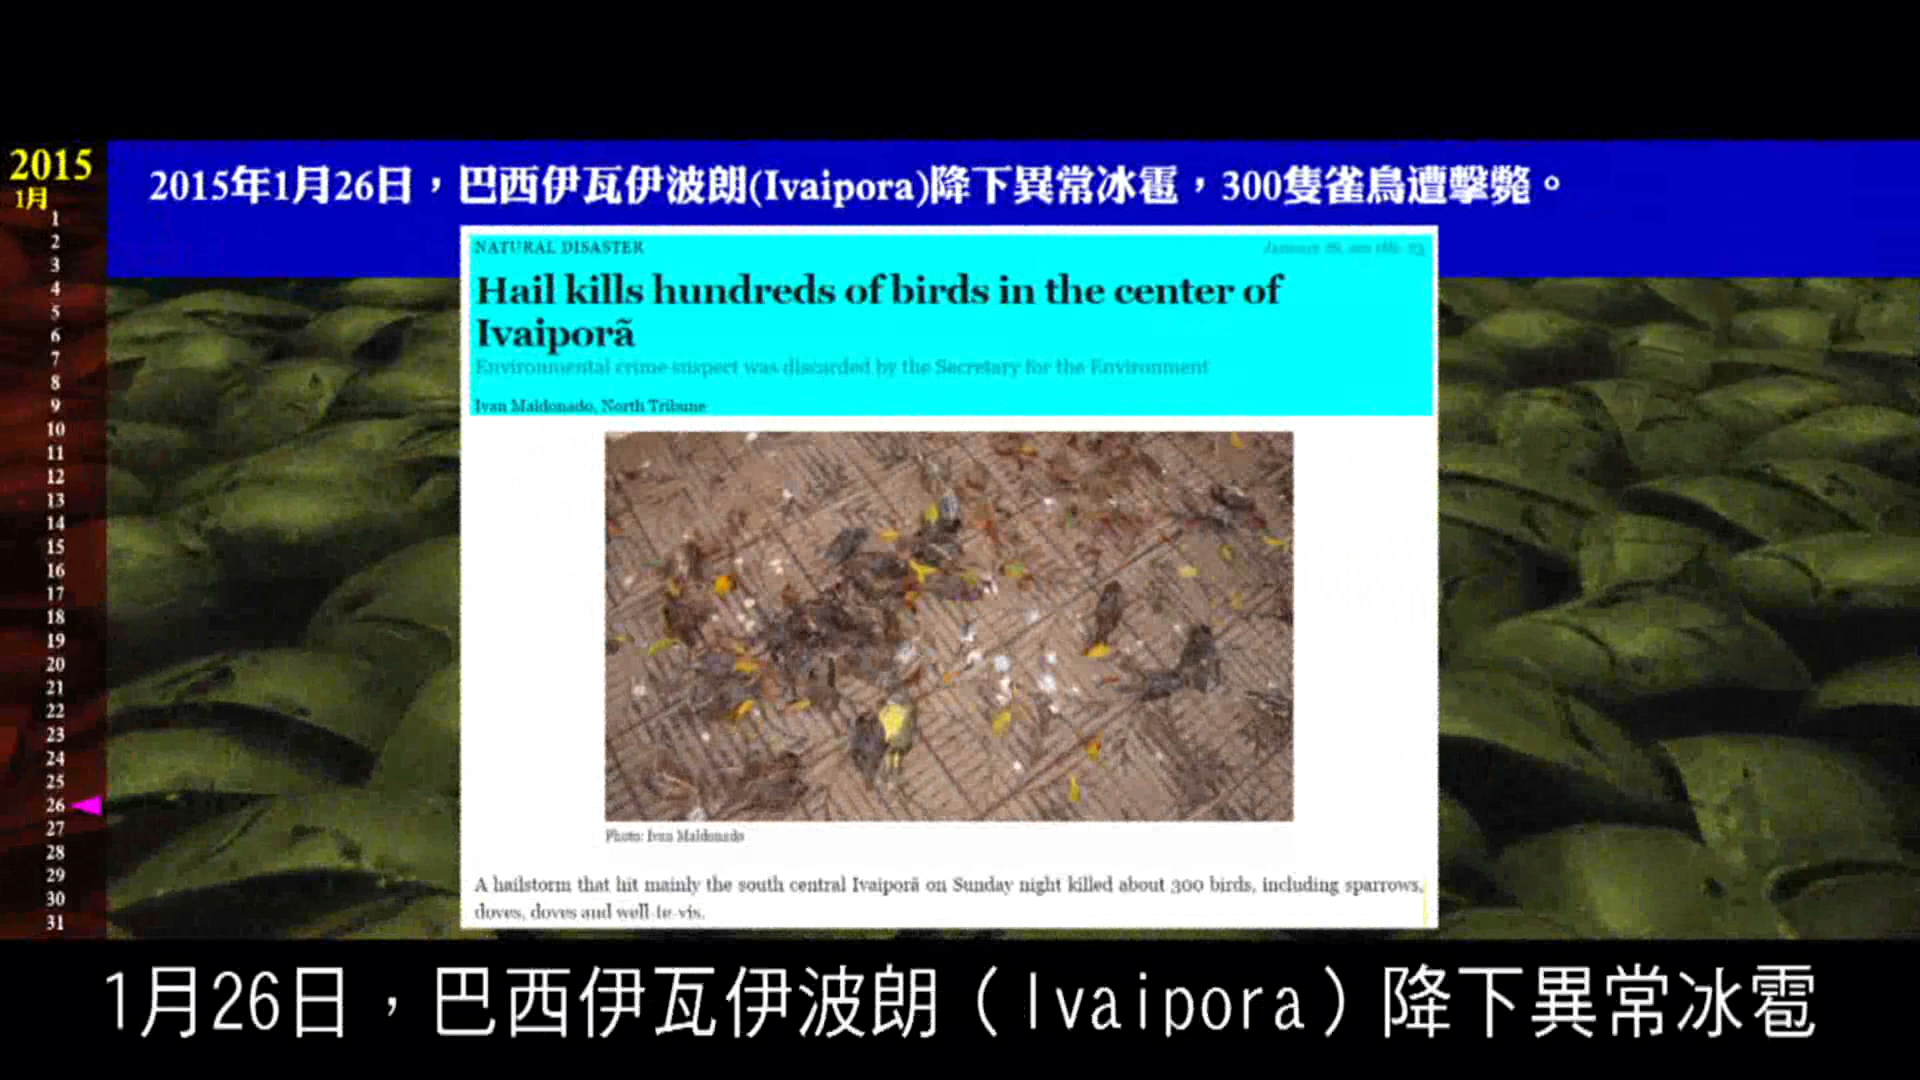 2015
1月
1
2
3
4
5
6
7
8
9
10
11
12
13
14
15
16
17
18
19
20
21
22
23
24
25
26
27
28
29
30
31
2015年1月26日，巴西伊瓦伊波朗(Ivaipora)降下異常冰雹，300隻雀鳥遭擊斃。
NATURAL DISASTER
Hail kills hundreds of birds in the center of
Ivaiporã
Environmental crime suspect was discarded by the Secretary for the Environment
Ivan Maldonado, North Tribune
Photo: Ivan Maldonado
A hailstorm that hit mainly the south central Ivaiporã on Sunday night killed about 300 birds, including sparrows,
doves, doves and well-te-vis.
1月26日，巴西伊瓦伊波朗（Ivaipora）降下異常冰雹